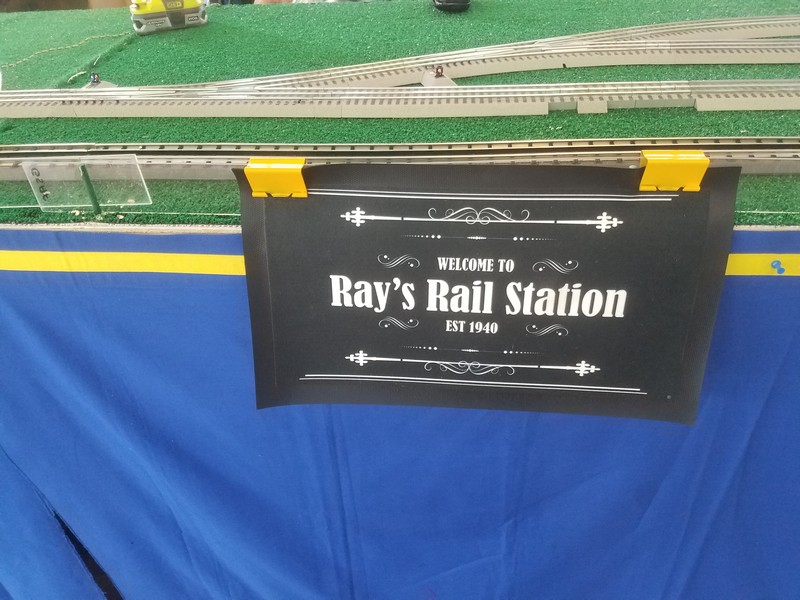 WELCOME TO
Ray's Rail Station
EST 1940